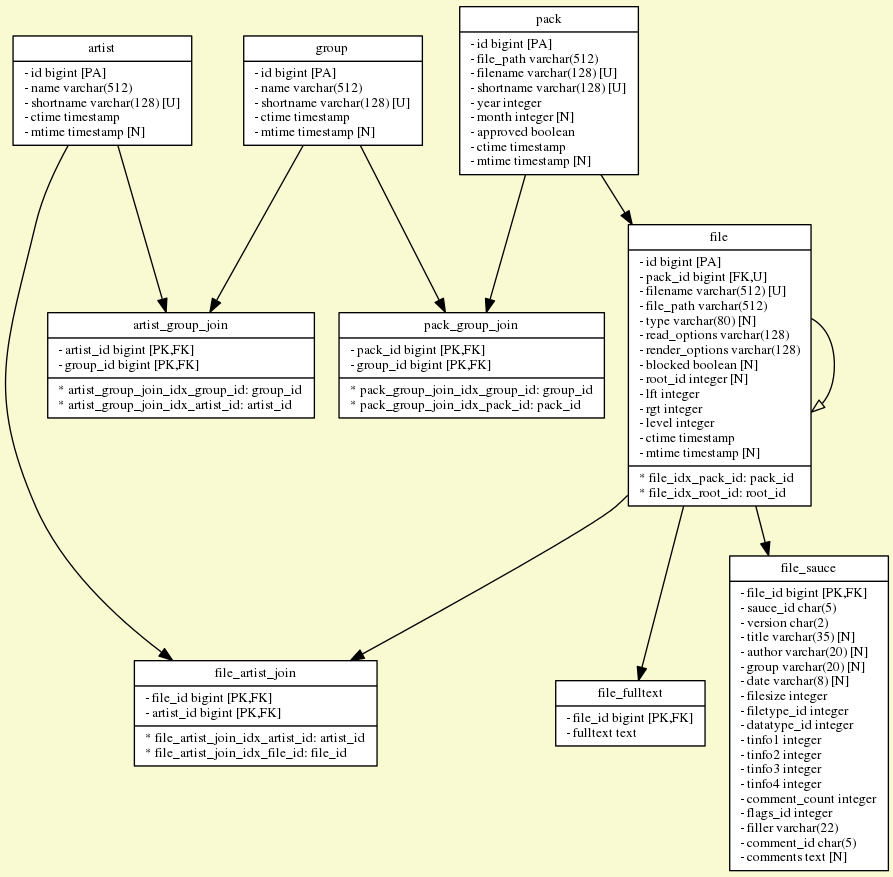 artist
- id bigint [PA]
- name varchar(512)
- shortname varchar(128) [U]
- ctime timestamp
- mtime timestamp [N]
group
- id bigint [PA]
- name varchar(512)
- shortname varchar(128) [U]
- ctime timestamp
- mtime timestamp [N]
pack
- id bigint [PA]
- file_path varchar(512)
- filename varchar(128) [U]
- shortname varchar(128) [U]
- year integer
- month integer [N]
- approved boolean
- ctime timestamp
- mtime timestamp [N]
file
- id bigint [PA]
- pack_id bigint [FK,U]
- filename varchar(512) [U]
- file_path varchar(512)
- type varchar(80) [N]
- read_options varchar(128)
- render_options varchar(128)
- blocked boolean [N]
- root_id integer [N]
- lft integer
- rgt integer
- level integer
- ctime timestamp
- mtime timestamp [N]
* file_idx_pack_id: pack_id
* file_idx_root_id: root_id
artist_group_join
- artist_id bigint [PK,FK]
- group_id bigint [PK,FK]
* artist_group_join_idx_group_id: group_id
* artist_group_join_idx_artist_id: artist_id
pack_group_join
- pack_id bigint [PK,FK]
- group_id bigint [PK,FK]
* pack_group_join_idx_group_id: group_id
* pack_group_join_idx_pack_id: pack_id
file_artist_join
- file_id bigint [PK,FK]
- artist_id bigint [PK,FK]
* file_artist_join_idx_artist_id: artist_id
* file_artist_join_idx_file_id: file_id
file_fulltext
- file_id bigint [PK,FK]
- fulltext text
file_sauce
- file_id bigint [PK,FK]
- sauce_id char(5)
- version char(2)
- title varchar(35) [N]
- author varchar(20) [N]
- group varchar(20) [N]
- date varchar(8) [N]
- filesize integer
- filetype_id integer
- datatype_id integer
- tinfo1 integer
- tinfo2 integer
- tinfo3 integer
- tinfo4 integer
- comment_count integer
- flags_id integer
- filler varchar(22)
- comment_id char(5)
- comments text [N]